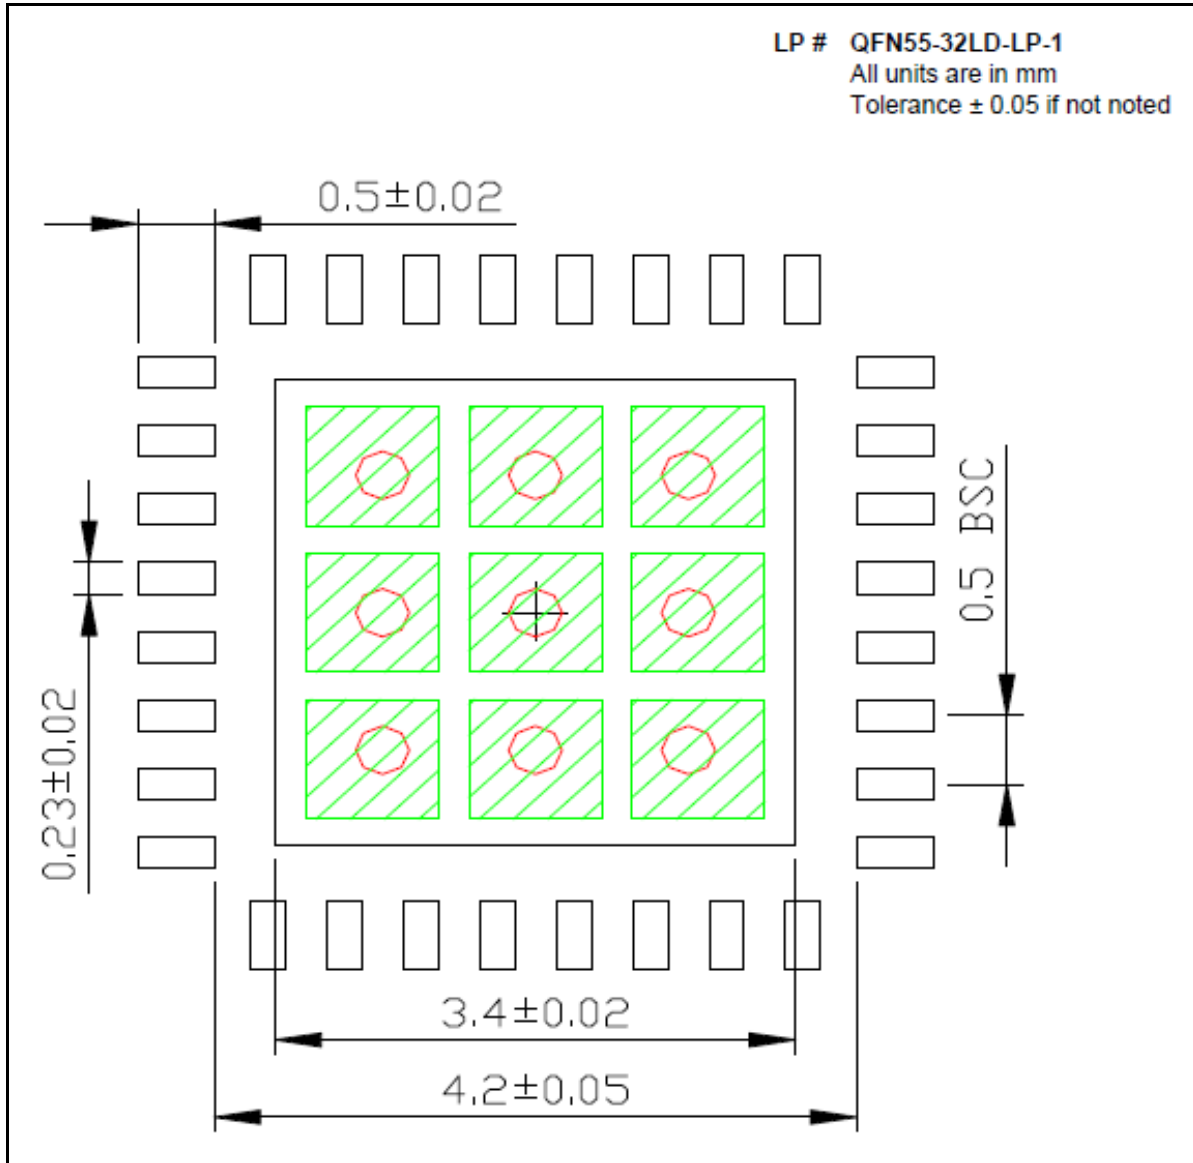 LP # QFN55-32LD-LP-1
All units are in mm
Tolerance ± 0.05 if not noted
0.5±0.02
0.5 BSC
0.23±0.02
3.4±0.02
4.2±0.05